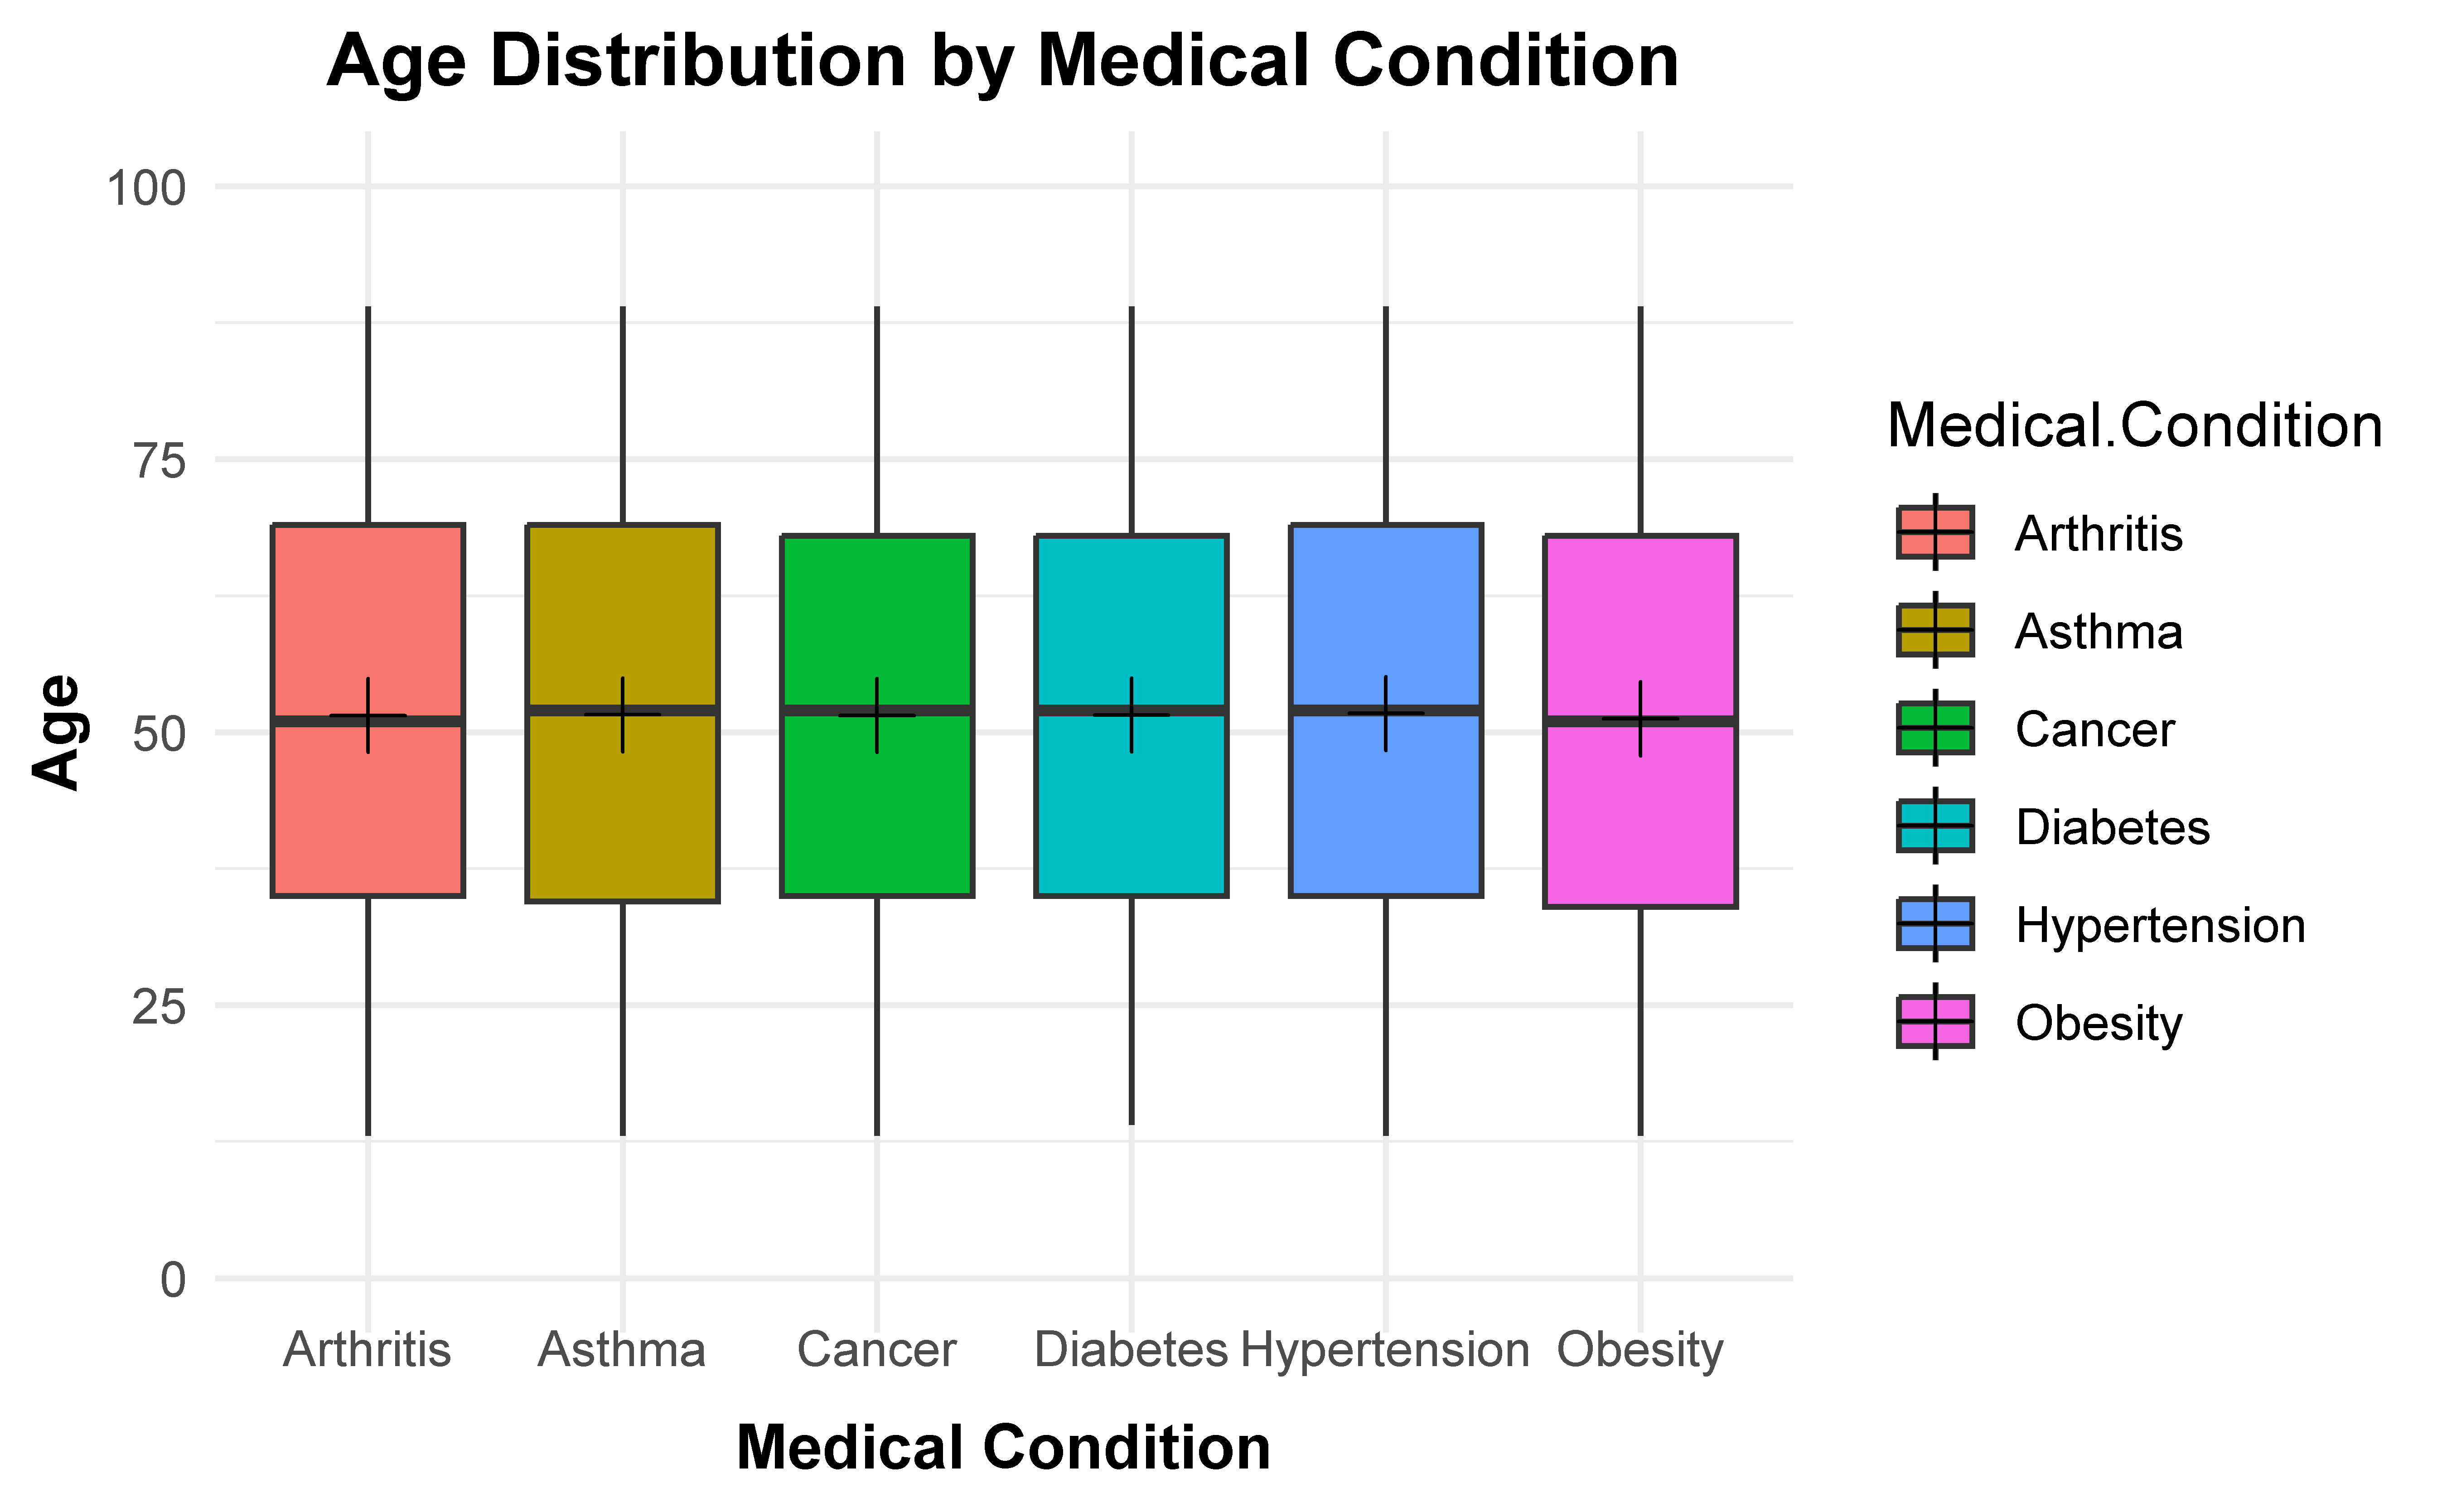 Age Distribution by Medical Condition
Age
100
75
50
25
0
Arthritis Asthma Cancer Diabetes Hypertension Obesity
Medical Condition
Medical.Condition
Arthritis
Asthma
Cancer
Diabetes
Hypertension
Obesity